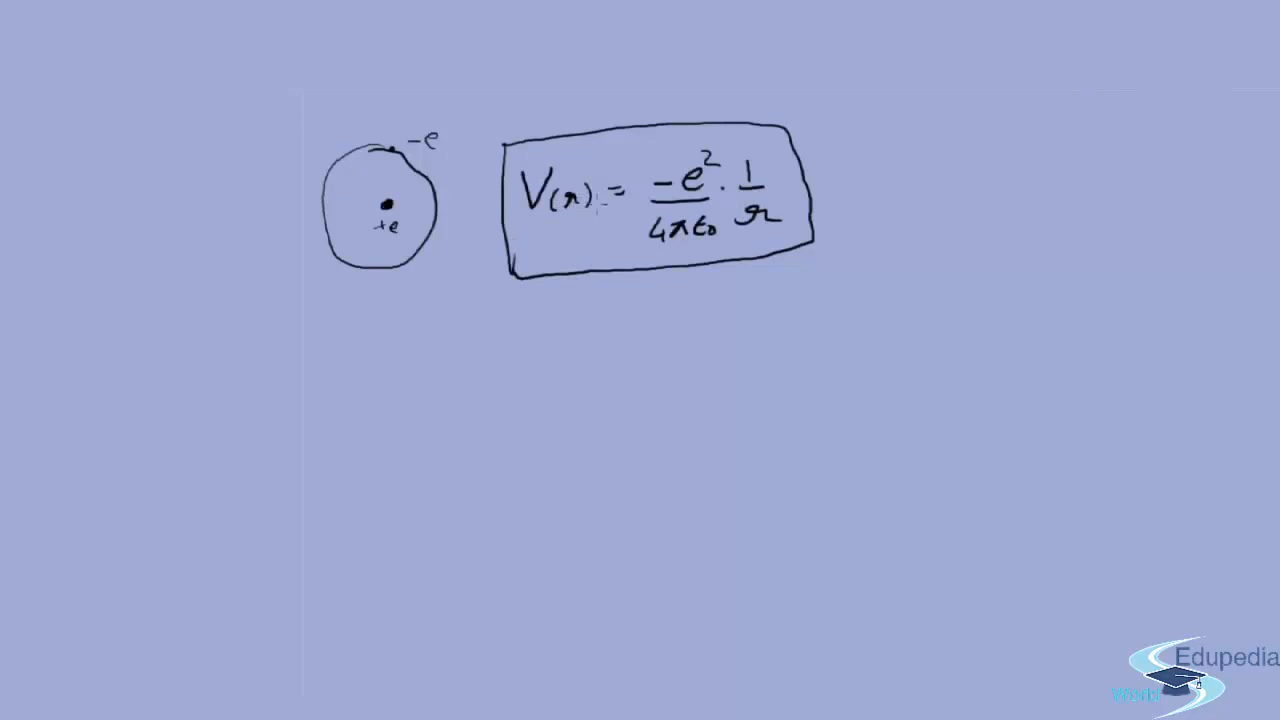 -e
+e
V(r) = -e²/4πε₀ · 1/r
Edupedia
World